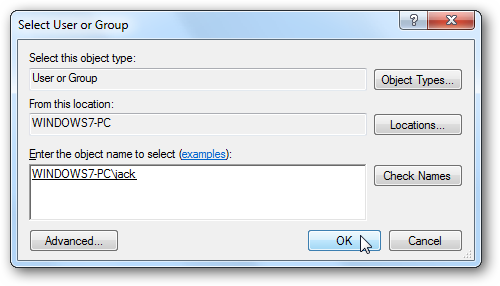 Select User or Group
Select this object type:
User or Group
Object Types...
From this location:
WINDOWS7-PC
Locations...
Enter the object name to select (examples):
WINDOWS7-PC\jack
Check Names
Advanced...
OK
Cancel